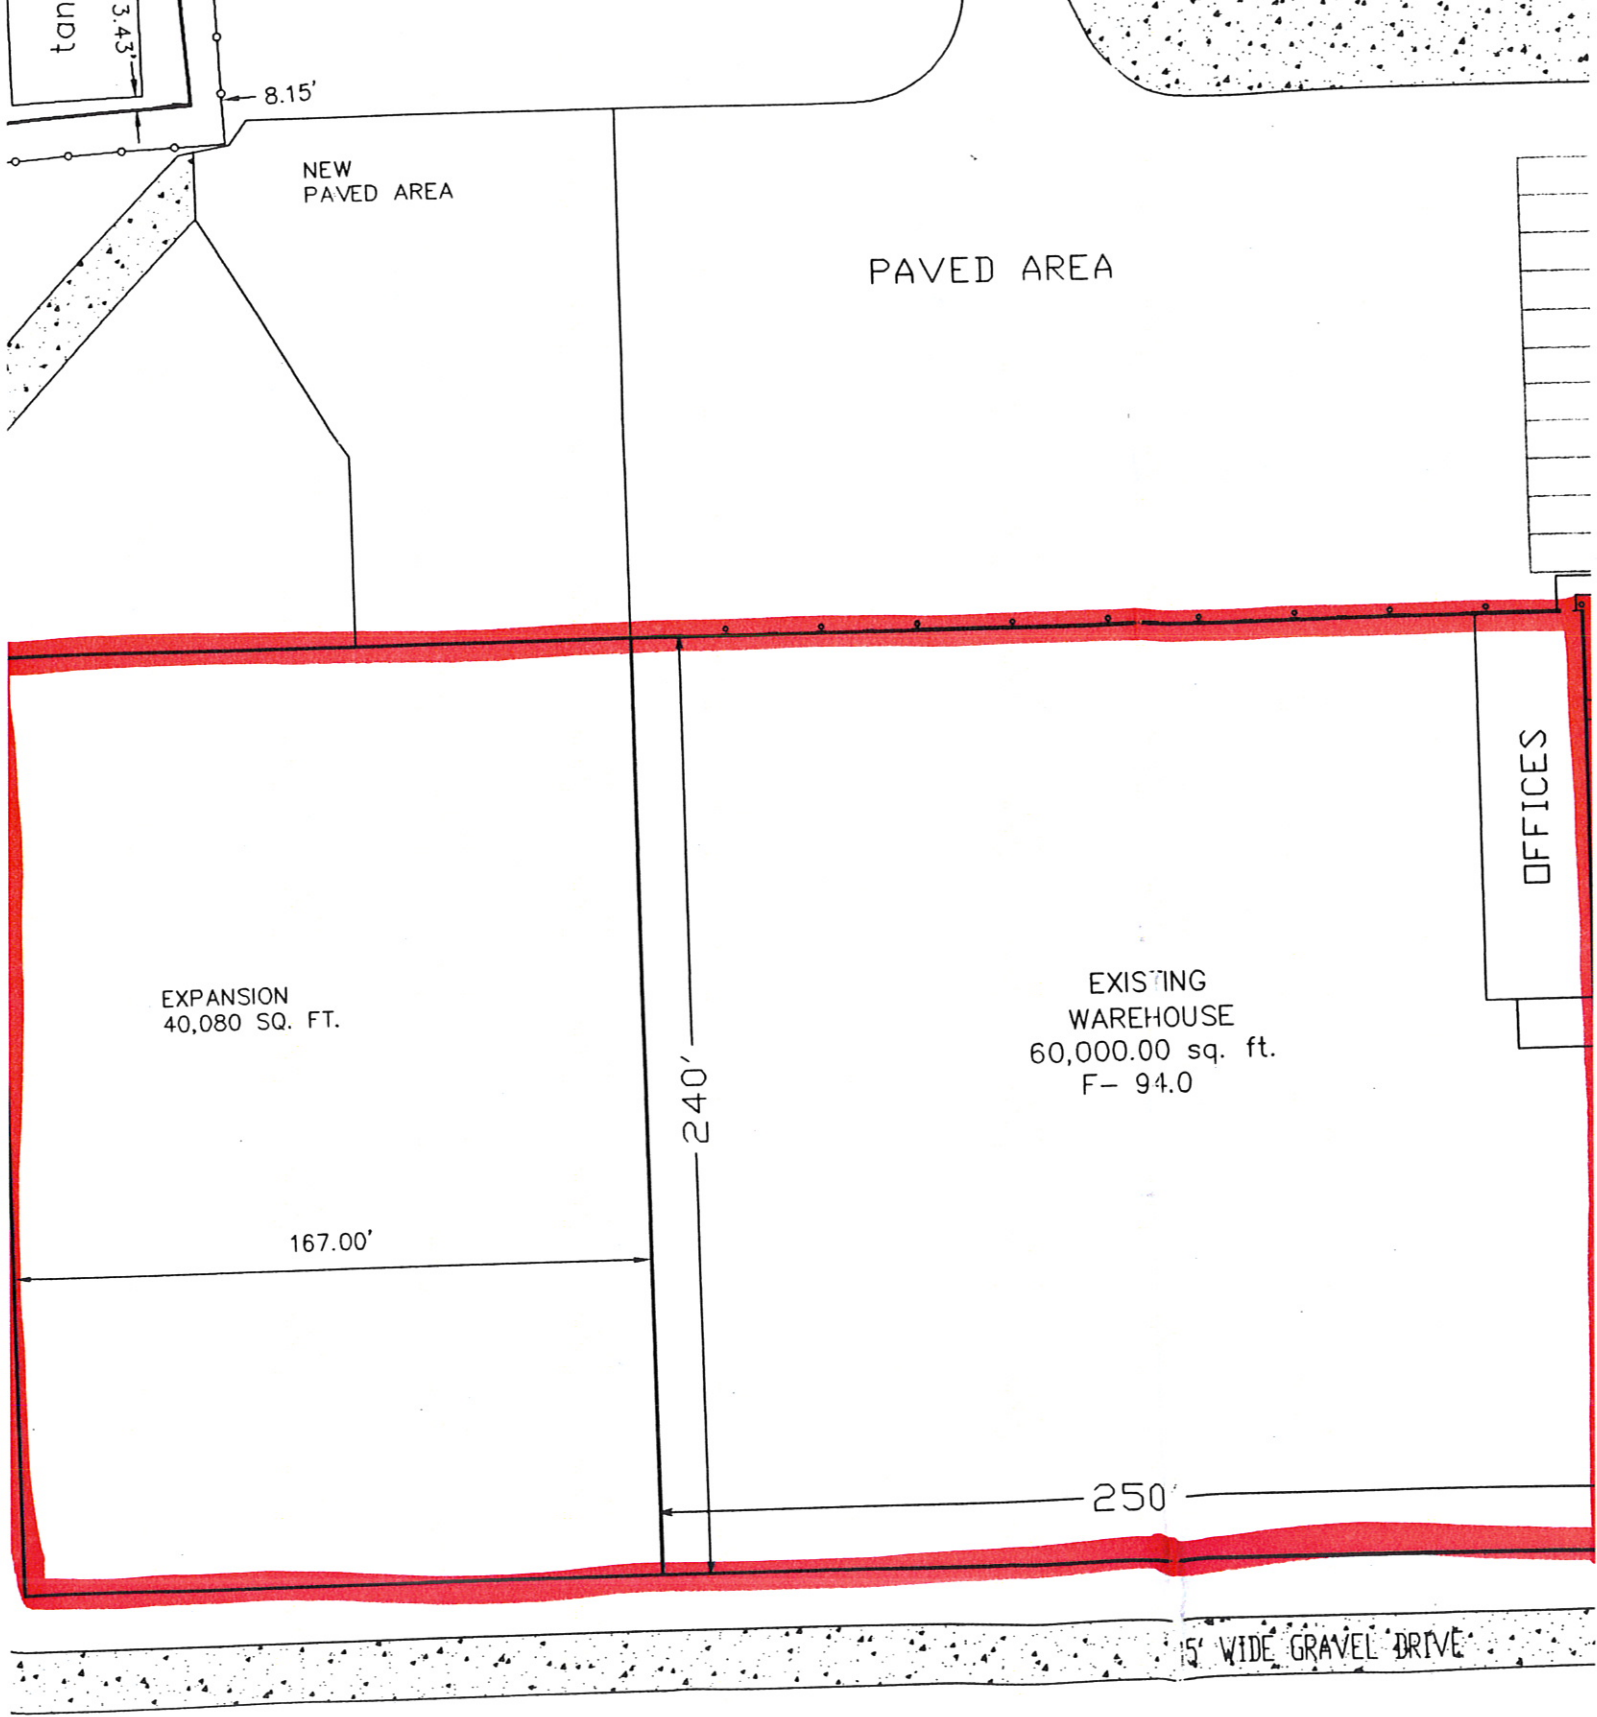 3.43'
8.15'
NEW
PAVED AREA
PAVED AREA
OFFICES
EXPANSION
40,080 SQ. FT.
EXISTING
WAREHOUSE
60,000.00 sq. ft.
F- 94.0
240'
167.00'
250'
5' WIDE GRAVEL DRIVE